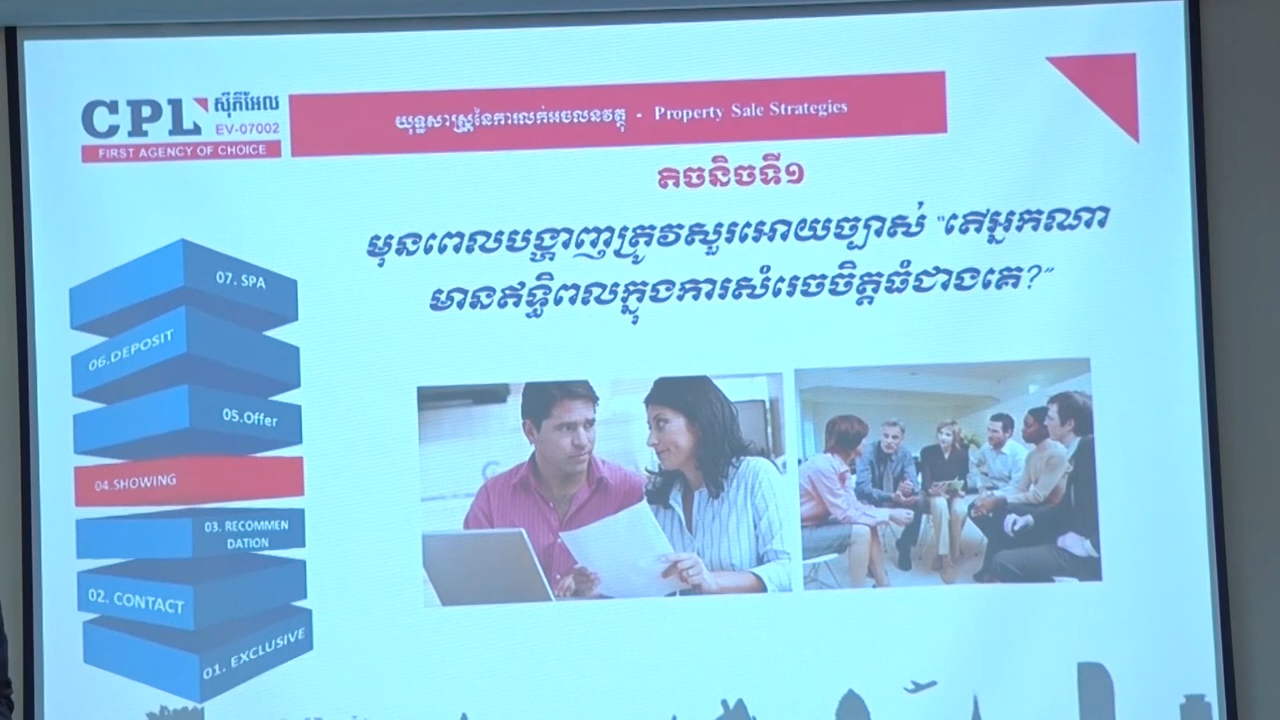 CPL ស៊ីភីអែល
EV-07002
FIRST AGENCY OF CHOICE
យុទ្ធសាស្ត្រនៃការលក់អចលនវត្ថុ - Property Sale Strategies
តិចនិចទី១
មុនពេលបង្ហាញត្រូវសួរអោយច្បាស់ "តើអ្នកណា
មានឥទ្ធិពលក្នុងការសំរេចចិត្តធំជាងគេ?"
07. SPA
06.DEPOSIT
05.Offer
04.SHOWING
03. RECOMMEN
DATION
02. CONTACT
01. EXCLUSIVE